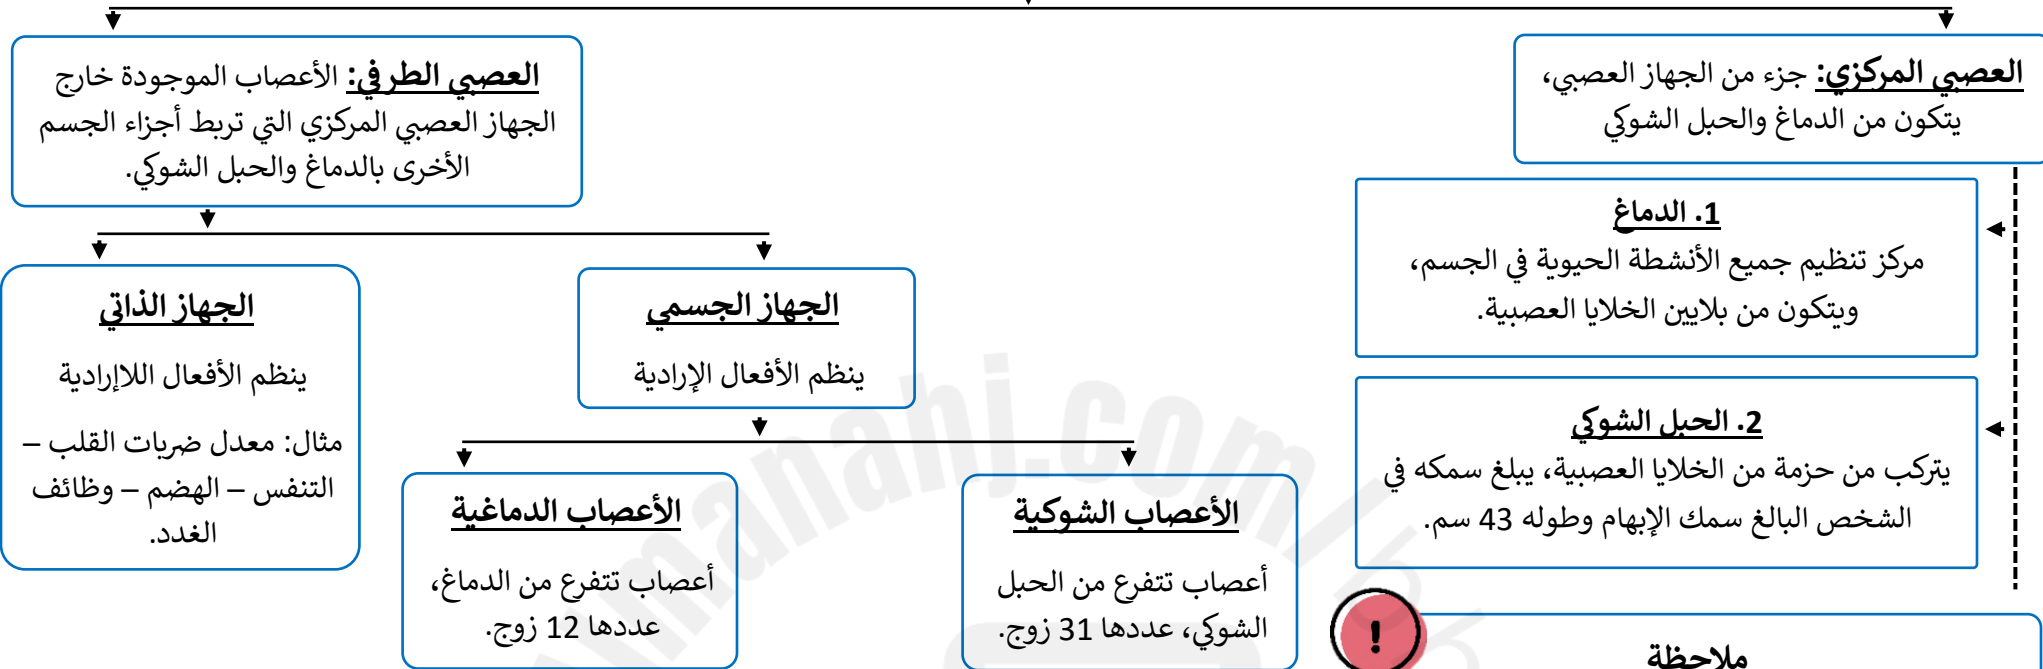 العصبي المركزي: جزء من الجهاز العصبي،
يتكون من الدماغ والحبل الشوكي
1. الدماغ
مركز تنظيم جميع الأنشطة الحيوية في الجسم،
ويتكون من بلايين الخلايا العصبية.
2. الحبل الشوكي
يتركب من حزمة من الخلايا العصبية، يبلغ سمكه في
الشخص البالغ سمك الإبهام وطوله 43 سم.
ملاحظة
العصبي الطرفي: الأعصاب الموجودة خارج
الجهاز العصبي المركزي التي تربط أجزاء الجسم
الأخرى بالدماغ والحبل الشوكي.
الجهاز الجسمي
ينظم الأفعال الإرادية
الأعصاب الشوكية
أعصاب تتفرع من الحبل
الشوكي، عددها 31 زوج.
الأعصاب الدماغية
أعصاب تتفرع من الدماغ،
عددها 12 زوج.
الجهاز الذاتي
ينظم الأفعال اللاإرادية
مثال: معدل ضربات القلب –
التنفس – الهضم – وظائف
الغدد.
!
almanahj.com/b